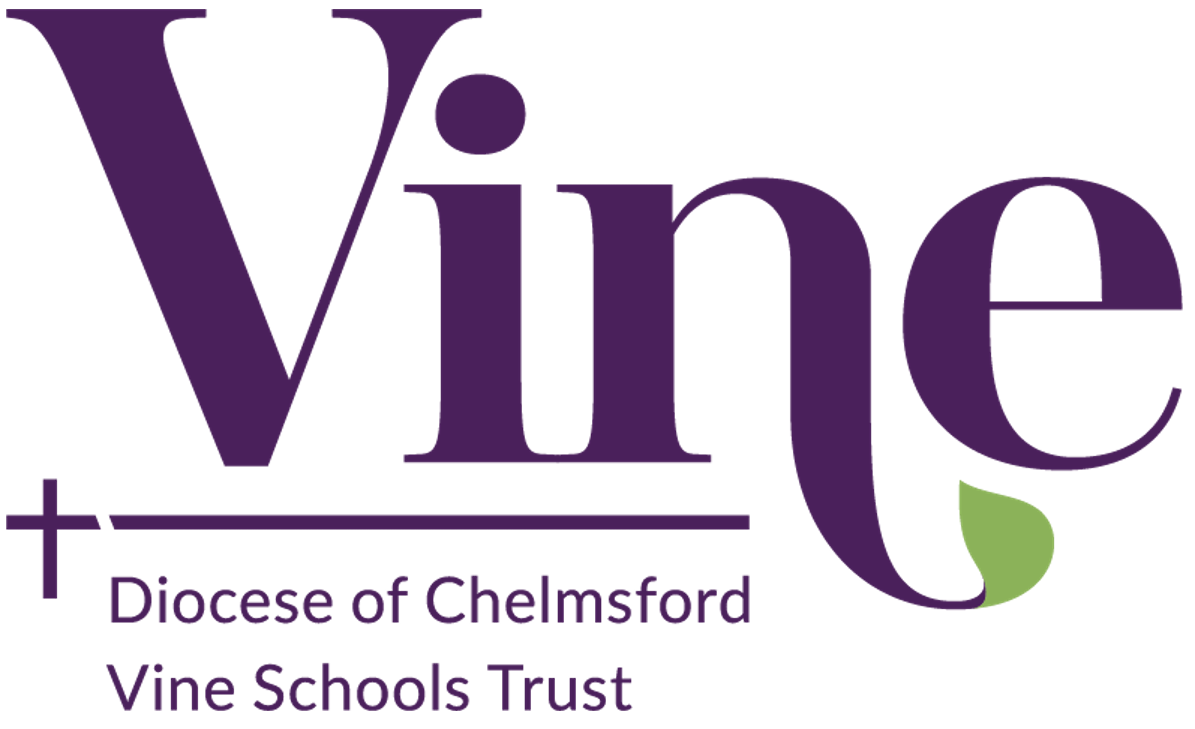 Vine
Diocese of Chelmsford
Vine Schools Trust